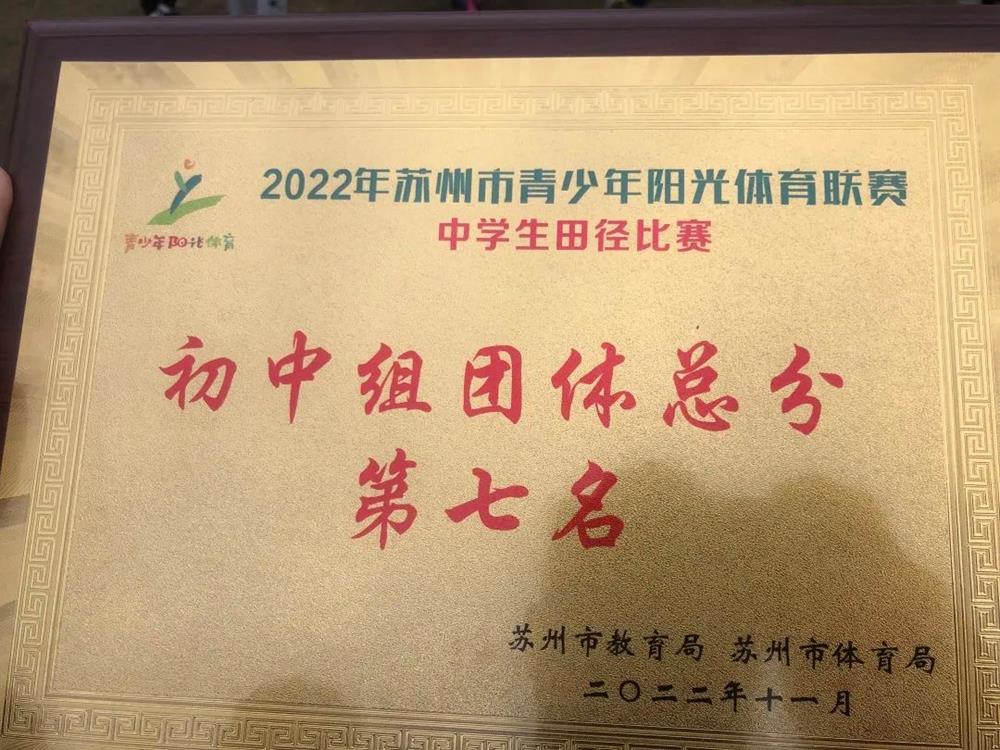 2022年苏州市青少年阳光体育联赛
青少年阳光体育
中学生田径比赛
初中组团体总分
第七名
苏州市教育局 苏州市体育局
二〇二二年十一月